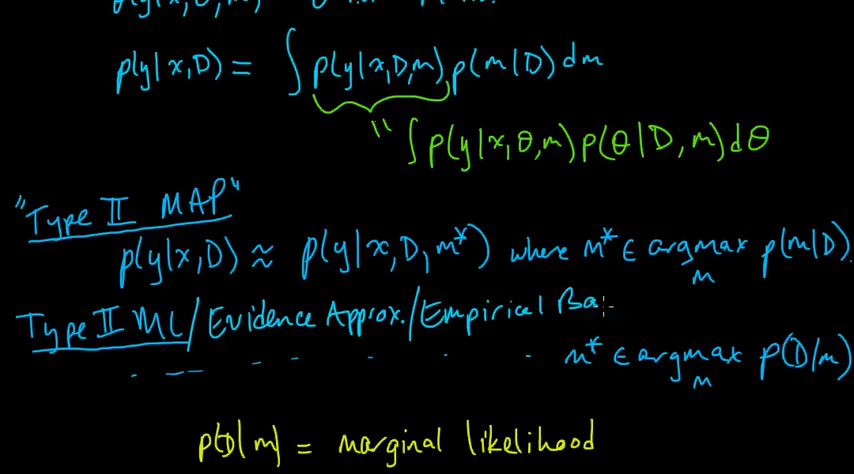 p(y|x,D) = ∫ p(y|x,D,m) p(m|D) dm
" ∫ p(y|x,θ,m) p(θ|D,m) dθ
"Type II MAP"
p(y|x,D) ≈ p(y|x,D,m*) where m* ∈ argmax p(m|D).
m
Type II ML/Evidence Approx./Empirical Ba
m* ∈ argmax p(D|m)
m
p(D|m) = marginal likelihood